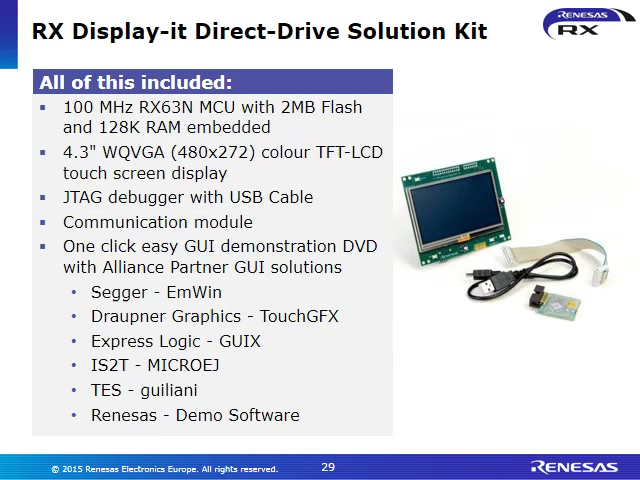 RX Display-it Direct-Drive Solution Kit
RENESAS
RX
All of this included:
▪ 100 MHz RX63N MCU with 2MB Flash
and 128K RAM embedded
▪ 4.3" WQVGA (480x272) colour TFT-LCD
touch screen display
▪ JTAG debugger with USB Cable
▪ Communication module
▪ One click easy GUI demonstration DVD
with Alliance Partner GUI solutions
• Segger - EmWin
• Draupner Graphics - TouchGFX
• Express Logic - GUIX
• IS2T - MICROEJ
• TES - guiliani
• Renesas - Demo Software
© 2015 Renesas Electronics Europe. All rights reserved.
29
RENESAS